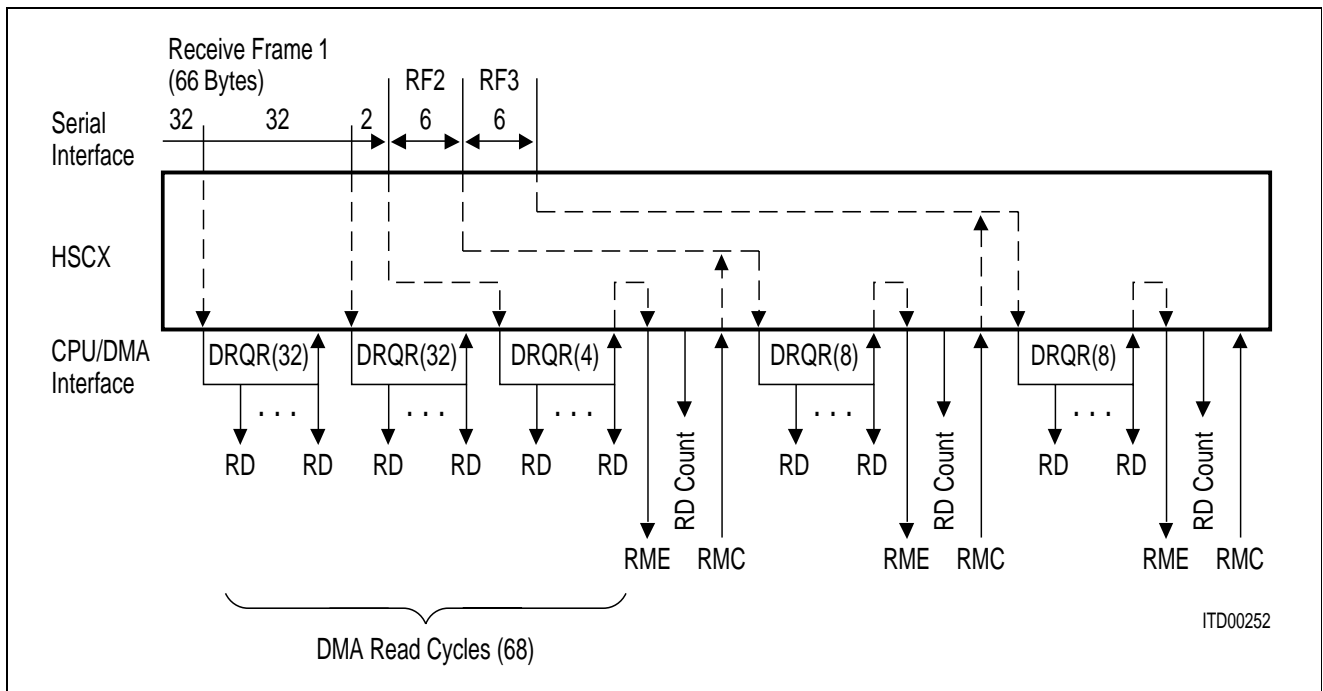 Receive Frame 1
(66 Bytes)
RF2 RF3
32 32 2 6 6
Serial
Interface
HSCX
CPU/DMA
Interface
DRQR(32) DRQR(32) DRQR(4) DRQR(8) DRQR(8)
. . . . . . . . . . . . . . .
RD RD RD RD RD RD RD RD RD RD
RD Count RD Count RD Count
RME RMC RME RMC RME RMC
DMA Read Cycles (68)
ITD00252